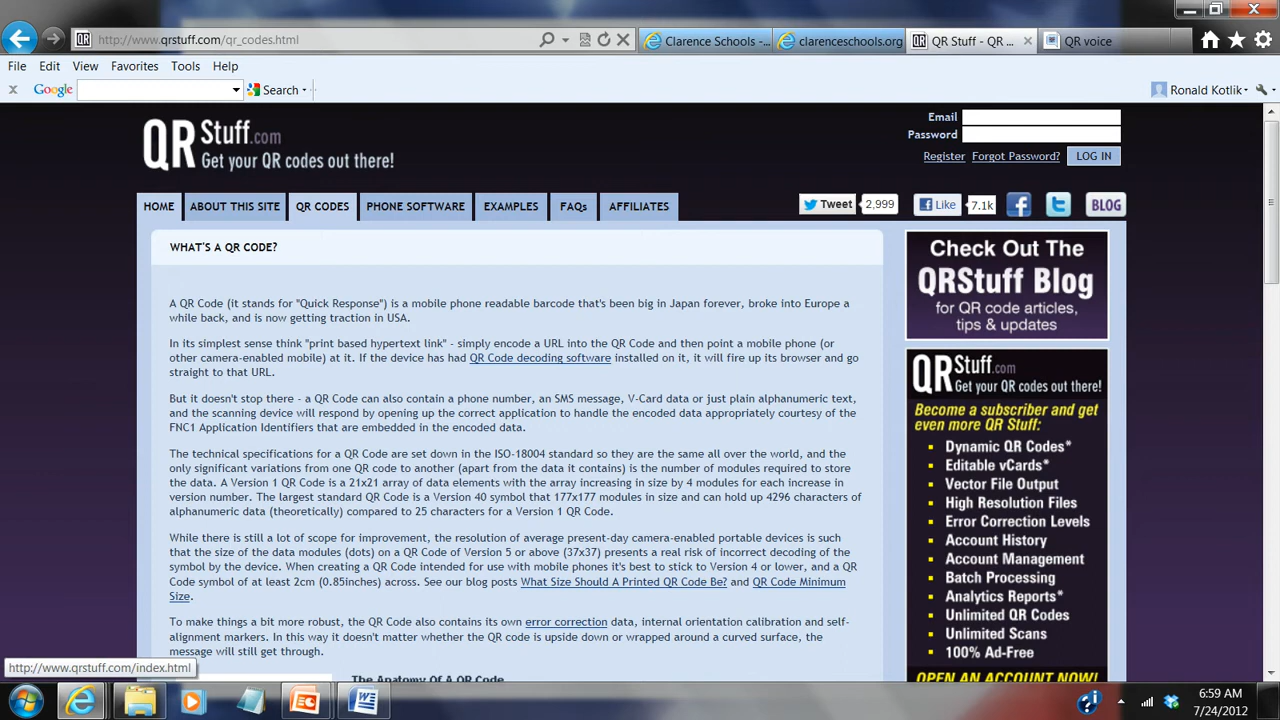 http://www.qrstuff.com/qr_codes.html
Clarence Schools -...
clarenceschools.org
QR Stuff - QR ...
QR voice
File Edit View Favorites Tools Help
x Google Search
Ronald Kotlik
QR Stuff.com
Get your QR codes out there!
Email
Password
Register Forgot Password? LOG IN
HOME ABOUT THIS SITE QR CODES PHONE SOFTWARE EXAMPLES FAQs AFFILIATES
Tweet 2,999 Like 7.1k BLOG
WHAT'S A QR CODE?
A QR Code (it stands for "Quick Response") is a mobile phone readable barcode that's been big in Japan forever, broke into Europe a
while back, and is now getting traction in USA.
In its simplest sense think "print based hypertext link" - simply encode a URL into the QR Code and then point a mobile phone (or
other camera-enabled mobile) at it. If the device has had QR Code decoding software installed on it, it will fire up its browser and go
straight to that URL.
But it doesn't stop there - a QR Code can also contain a phone number, an SMS message, V-Card data or just plain alphanumeric text,
and the scanning device will respond by opening up the correct application to handle the encoded data appropriately courtesy of the
FNC1 Application Identifiers that are embedded in the encoded data.
The technical specifications for a QR Code are set down in the ISO-18004 standard so they are the same all over the world, and the
only significant variations from one QR code to another (apart from the data it contains) is the number of modules required to store
the data. A Version 1 QR Code is a 21x21 array of data elements with the array increasing in size by 4 modules for each increase in
version number. The largest standard QR Code is a Version 40 symbol that 177x177 modules in size and can hold up 4296 characters of
alphanumeric data (theoretically) compared to 25 characters for a Version 1 QR Code.
While there is still a lot of scope for improvement, the resolution of average present-day camera-enabled portable devices is such
that the size of the data modules (dots) on a QR Code of Version 5 or above (37x37) presents a real risk of incorrect decoding of the
symbol by the device. When creating a QR Code intended for use with mobile phones it's best to stick to Version 4 or lower, and a QR
Code symbol of at least 2cm (0.85inches) across. See our blog posts What Size Should A Printed QR Code Be? and QR Code Minimum
Size.
To make things a bit more robust, the QR Code also contains its own error correction data, internal orientation calibration and self-
alignment markers. In this way it doesn't matter whether the QR code is upside down or wrapped around a curved surface, the
message will still get through.
The Anatomy Of A QR Code
Check Out The
QRStuff Blog
for QR code articles,
tips & updates
QR Stuff.com
Get your QR codes out there!
Become a subscriber and get
even more QR Stuff:
Dynamic QR Codes*
Editable vCards*
Vector File Output
High Resolution Files
Error Correction Levels
Account History
Account Management
Batch Processing
Analytics Reports*
Unlimited QR Codes
Unlimited Scans
100% Ad-Free
OPEN AN ACCOUNT NOW!
http://www.qrstuff.com/index.html
6:59 AM
7/24/2012